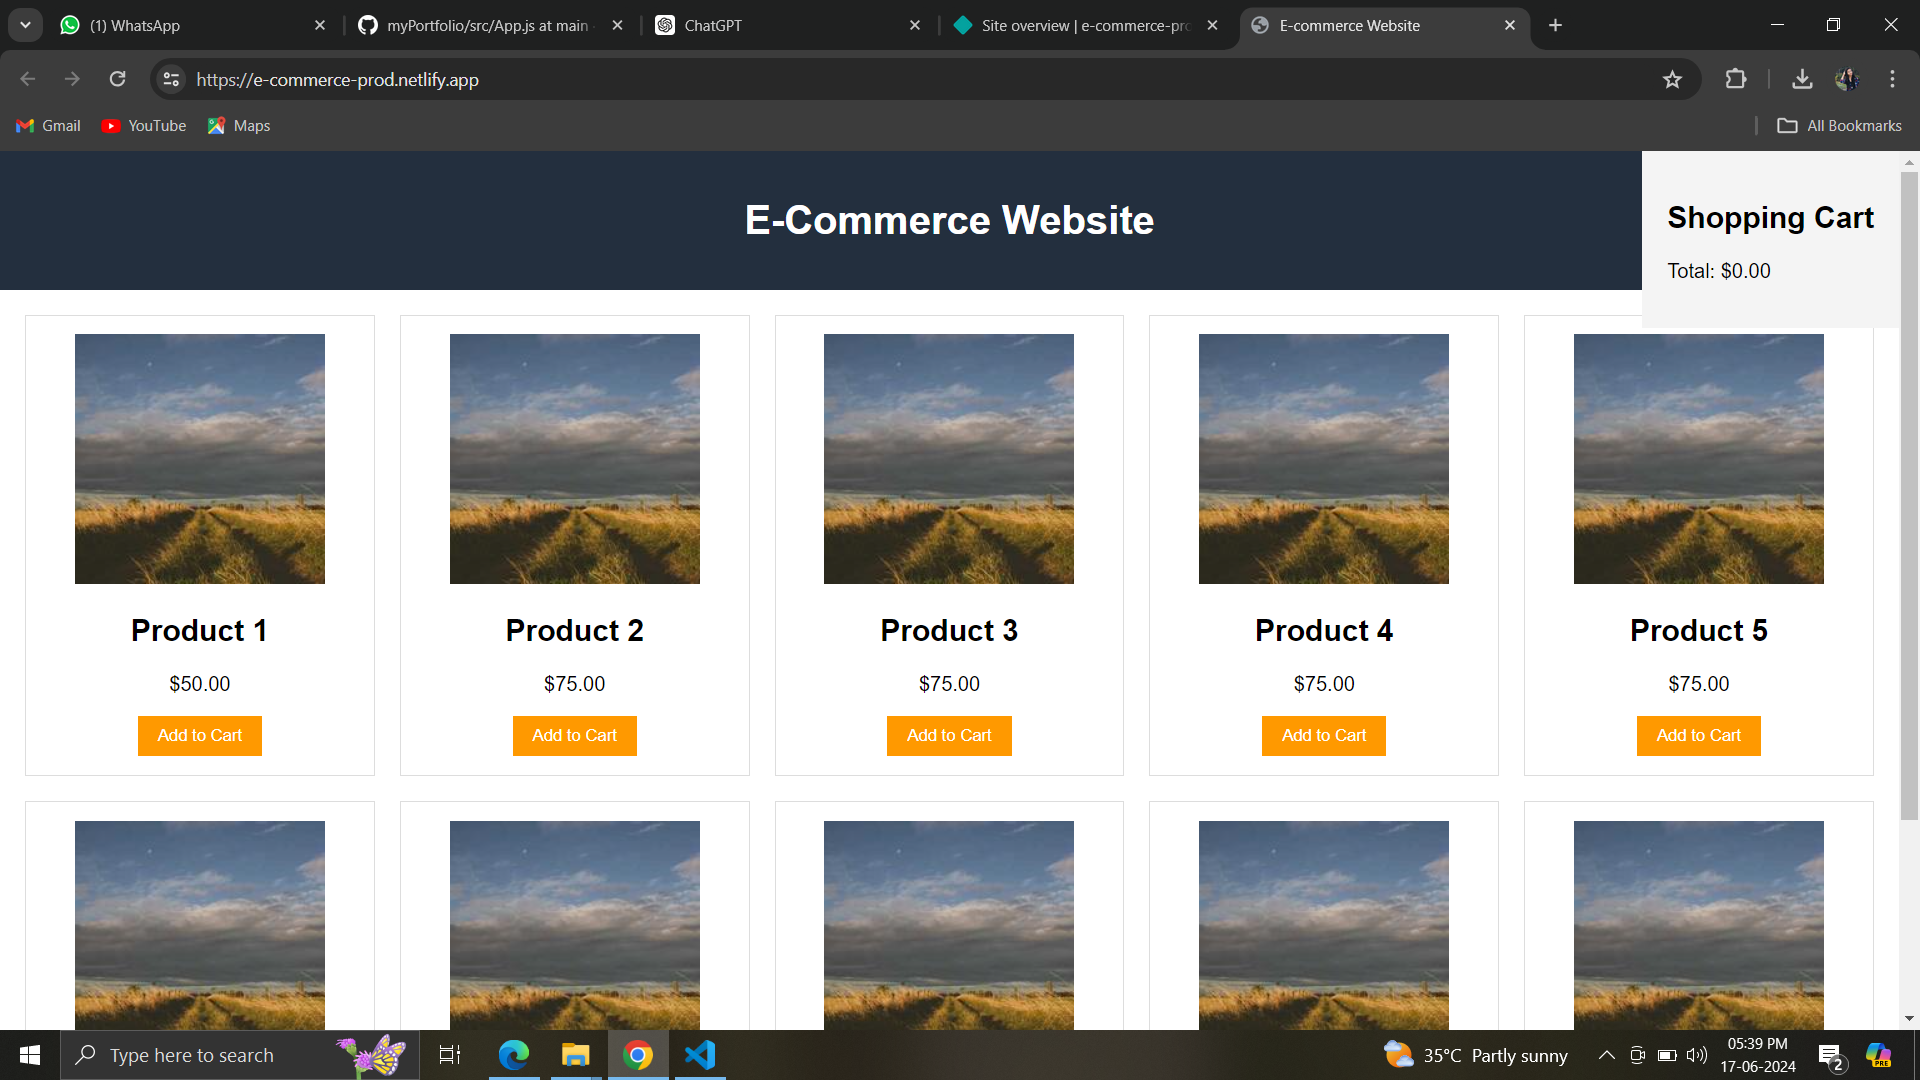 (1) WhatsApp
myPortfolio/src/App.js at main
ChatGPT
Site overview | e-commerce-pro
E-commerce Website
https://e-commerce-prod.netlify.app
Gmail
YouTube
Maps
All Bookmarks
E-Commerce Website
Shopping Cart
Total: $0.00
Product 1
$50.00
Add to Cart
Product 2
$75.00
Add to Cart
Product 3
$75.00
Add to Cart
Product 4
$75.00
Add to Cart
Product 5
$75.00
Add to Cart
Type here to search
35°C Partly sunny
05:39 PM
17-06-2024
2
PRE